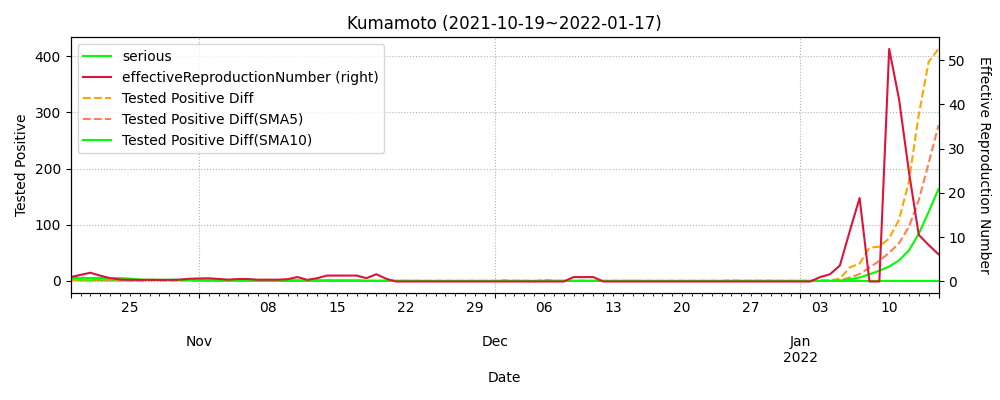 Kumamoto (2021-10-19~2022-01-17)
serious
effectiveReproductionNumber (right)
Tested Positive Diff
Tested Positive Diff(SMA5)
Tested Positive Diff(SMA10)
Tested Positive
400
300
200
100
0
Effective Reproduction Number
50
40
30
20
10
0
25 08 15 22 29 06 13 20 27 03 10
Nov Dec Jan
2022
Date